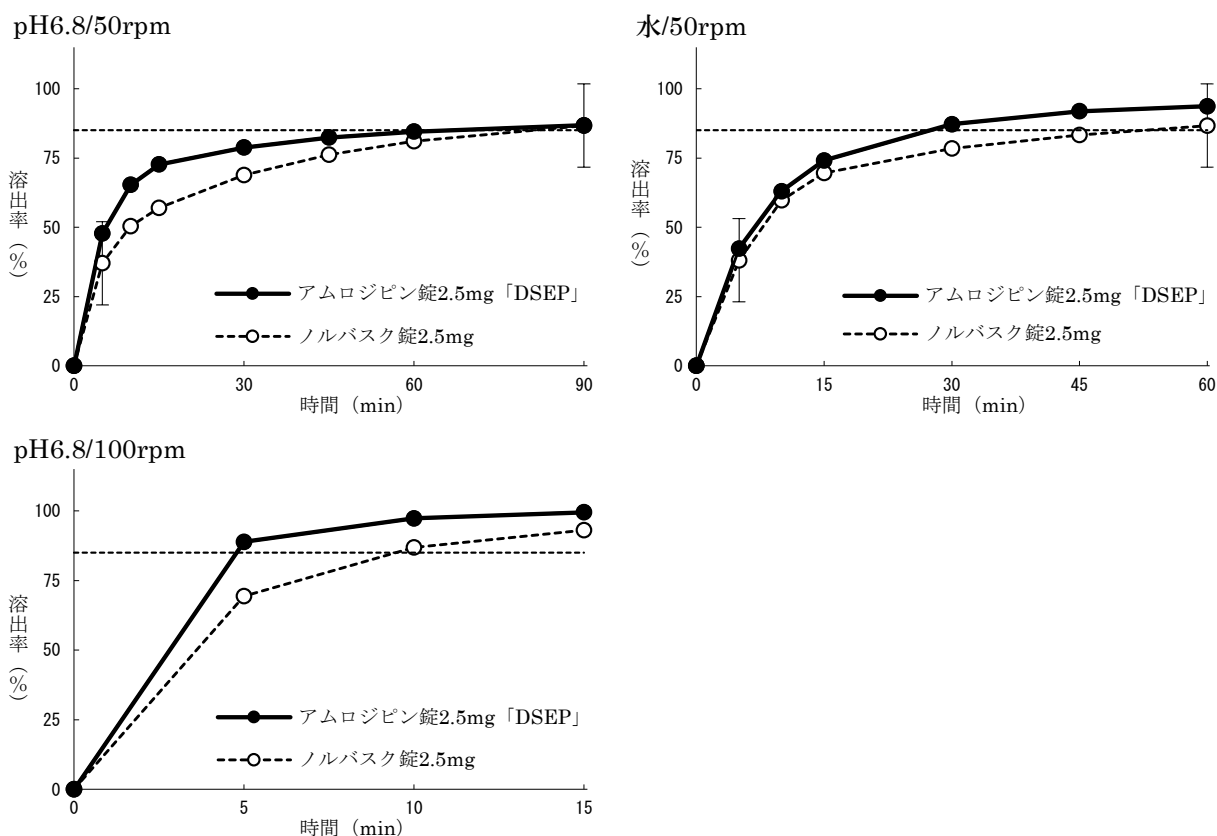 pH6.8/50rpm
100
75
50
25
0
溶出率(%)
アムロジピン錠2.5mg「DSEP」
ノルバスク錠2.5mg
0 30 60 90
時間 (min)
水/50rpm
100
75
50
25
0
溶出率(%)
アムロジピン錠2.5mg「DSEP」
ノルバスク錠2.5mg
0 15 30 45 60
時間 (min)
pH6.8/100rpm
100
75
50
25
0
溶出率(%)
アムロジピン錠2.5mg「DSEP」
ノルバスク錠2.5mg
0 5 10 15
時間 (min)